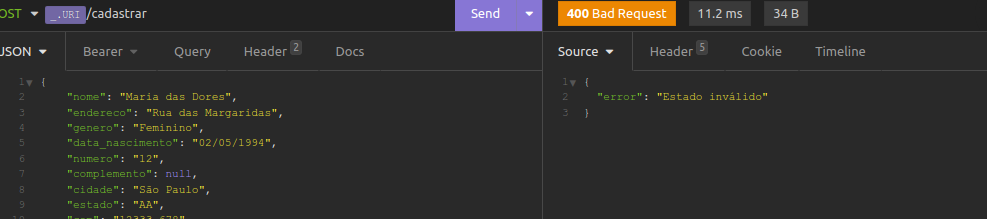 OST _.URI /cadastrar Send 400 Bad Request 11.2 ms 34 B
JSON Bearer Query Header 2 Docs Source Header 5 Cookie Timeline
1 {
2 "nome": "Maria das Dores",
3 "endereco": "Rua das Margaridas",
4 "genero": "Feminino",
5 "data_nascimento": "02/05/1994",
6 "numero": "12",
7 "complemento": null,
8 "cidade": "São Paulo",
9 "estado": "AA",
1 {
2 "error": "Estado inválido"
3 }